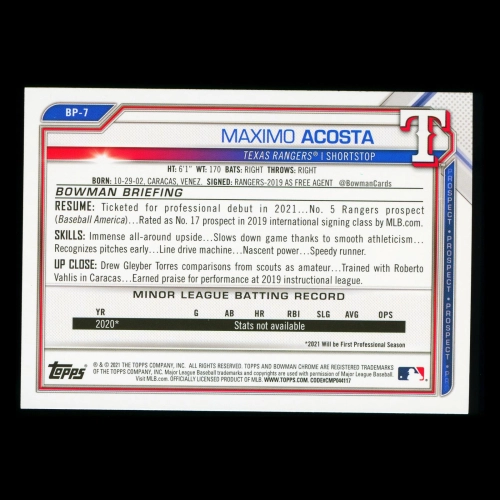 BP-7
MAXIMO ACOSTA
TEXAS RANGERS® | SHORTSTOP
T
HT: 6'1" WT: 170 BATS: RIGHT THROWS: RIGHT
BORN: 10-29-02, CARACAS, VENEZ. SIGNED: RANGERS-2019 AS FREE AGENT @BowmanCards
BOWMAN BRIEFING
RESUME: Ticketed for professional debut in 2021...No. 5 Rangers prospect
(Baseball America)...Rated as No. 17 prospect in 2019 international signing class by MLB.com.
SKILLS: Immense all-around upside...Slows down game thanks to smooth athleticism...
Recognizes pitches early...Line drive machine...Nascent power...Speedy runner.
UP CLOSE: Drew Gleyber Torres comparisons from scouts as amateur...Trained with Roberto
Vahlis in Caracas...Earned praise for performance at 2019 instructional league.
MINOR LEAGUE BATTING RECORD
G AB HR RBI SLG AVG OPS
2020* Stats not available
*2021 Will be First Professional Season
PROSPECT • PROSPECT • PROSPECT • PR
Topps
® & © 2021 THE TOPPS COMPANY, INC. ALL RIGHTS RESERVED. TOPPS AND BOWMAN CHROME ARE REGISTERED TRADEMARKS
OF THE TOPPS COMPANY, INC. Major League Baseball trademarks and copyrights are used with permission of Major League Baseball.
Visit MLB.com. OFFICIALLY LICENSED PRODUCT OF MLB. WWW.TOPPS.COM. CODE#CMP044117